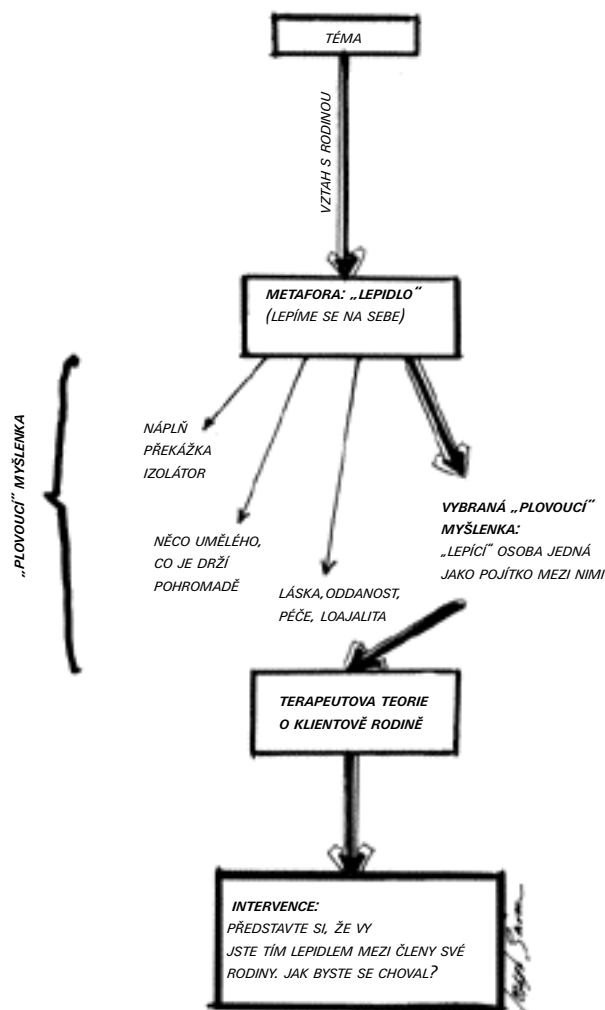 TÉMA
VZTAH S RODINOU
METAFORA: „LEPIDLO“
(LEPÍME SE NA SEBE)
„PLOVOUCÍ“ MYŠLENKA
NÁPLŇ
PŘEKÁŽKA
IZOLÁTOR
NĚCO UMĚLÉHO,
CO JE DRŽÍ
POHROMADĚ
LÁSKA, ODDANOST,
PÉČE, LOAJALITA
VYBRANÁ „PLOVOUCÍ“
MYŠLENKA:
„LEPÍCÍ“ OSOBA JEDNÁ
JAKO POJÍTKO MEZI NIMI
TERAPEUTOVA TEORIE
O KLIENTOVĚ RODINĚ
INTERVENCE:
PŘEDSTAVTE SI, ŽE VY
JSTE TÍM LEPIDLEM MEZI ČLENY SVÉ
RODINY. JAK BYSTE SE CHOVAL?